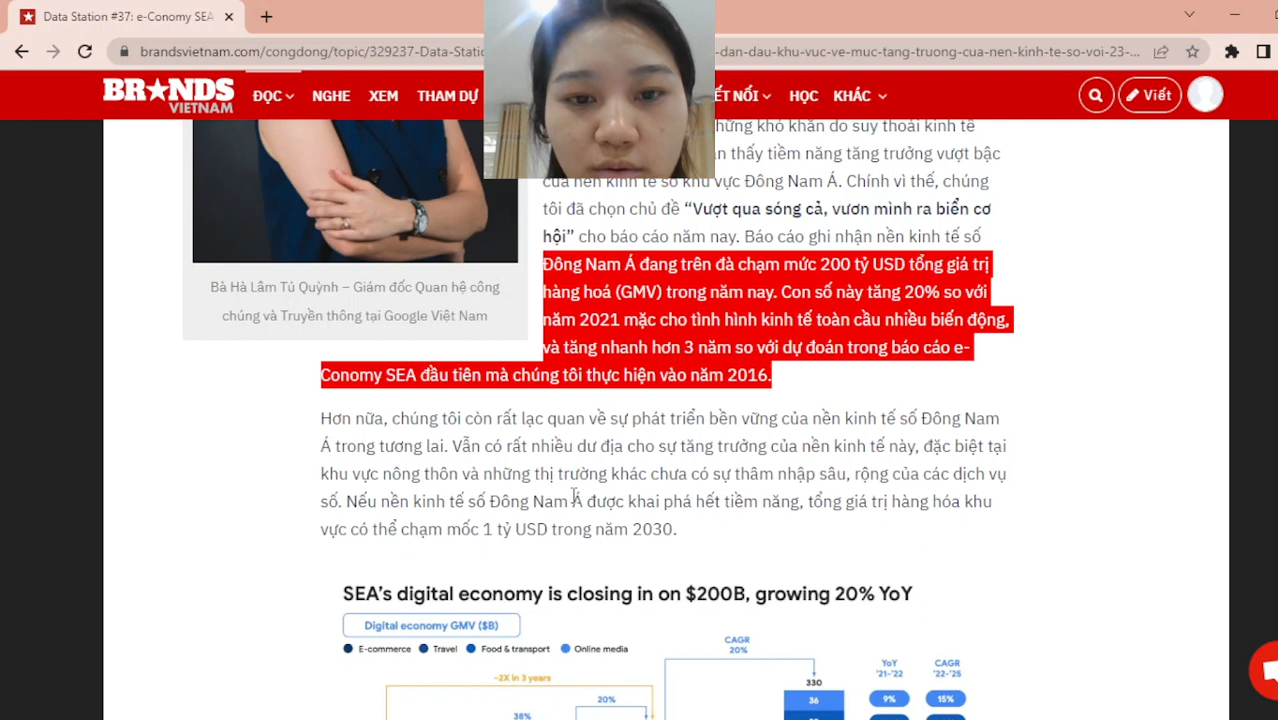 Data Station #37: e-Conomy SEA
brandsvietnam.com/congdong/topic/329237-Data-Stati
-dan-dau-khu-vuc-ve-muc-tang-truong-cua-nen-kinh-te-so-voi-23-...
BR★NDS
VIETNAM
ĐỌC
NGHE
XEM
THAM DỰ
ẾT NỐI
HỌC
KHÁC
Viết
hững khó khăn do suy thoái kinh tế
n thấy tiềm năng tăng trưởng vượt bậc
của nền kinh tế số khu vực Đông Nam Á. Chính vì thế, chúng
tôi đã chọn chủ đề “Vượt qua sóng cả, vươn mình ra biển cơ
hội” cho báo cáo năm nay. Báo cáo ghi nhận nền kinh tế số
Đông Nam Á đang trên đà chạm mức 200 tỷ USD tổng giá trị
hàng hoá (GMV) trong năm nay. Con số này tăng 20% so với
năm 2021 mặc cho tình hình kinh tế toàn cầu nhiều biến động,
và tăng nhanh hơn 3 năm so với dự đoán trong báo cáo e-
Conomy SEA đầu tiên mà chúng tôi thực hiện vào năm 2016.
Bà Hà Lâm Tú Quỳnh – Giám đốc Quan hệ công
chúng và Truyền thông tại Google Việt Nam
Hơn nữa, chúng tôi còn rất lạc quan về sự phát triển bền vững của nền kinh tế số Đông Nam
Á trong tương lai. Vẫn có rất nhiều dư địa cho sự tăng trưởng của nền kinh tế này, đặc biệt tại
khu vực nông thôn và những thị trường khác chưa có sự thâm nhập sâu, rộng của các dịch vụ
số. Nếu nền kinh tế số Đông Nam Á được khai phá hết tiềm năng, tổng giá trị hàng hóa khu
vực có thể chạm mốc 1 tỷ USD trong năm 2030.
SEA’s digital economy is closing in on $200B, growing 20% YoY
Digital economy GMV ($B)
E-commerce Travel Food & transport Online media
CAGR
20%
YoY
'21-'22
CAGR
'22-'25
~2X in 3 years
330
36
9%
15%
20%
38%